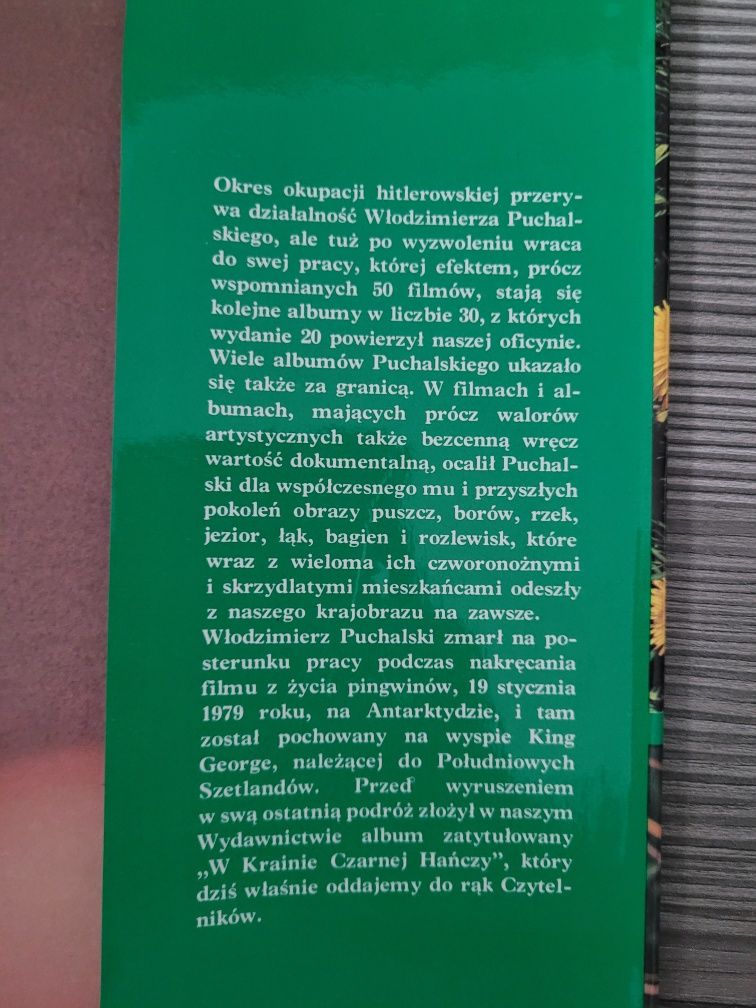 Okres okupacji hitlerowskiej przery-
wa działalność Włodzimierza Puchal-
skiego, ale tuż po wyzwoleniu wraca
do swej pracy, której efektem, prócz
wspomnianych 50 filmów, stają się
kolejne albumy w liczbie 30, z których
wydanie 20 powierzył naszej oficynie.
Wiele albumów Puchalskiego ukazało
się także za granicą. W filmach i al-
bumach, mających prócz walorów
artystycznych także bezcenną wręcz
wartość dokumentalną, ocalił Puchal-
ski dla współczesnego mu i przyszłych
pokoleń obrazy puszcz, borów, rzek,
jezior, łąk, bagien i rozlewisk, które
wraz z wieloma ich czworonożnymi
i skrzydlatymi mieszkańcami odeszły
z naszego krajobrazu na zawsze.
Włodzimierz Puchalski zmarł na po-
sterunku pracy podczas nakręcania
filmu z życia pingwinów, 19 stycznia
1979 roku, na Antarktydzie, i tam
został pochowany na wyspie King
George, należącej do Południowych
Szetlandów. Przed wyruszeniem
w swą ostatnią podróż złożył w naszym
Wydawnictwie album zatytułowany
„W Krainie Czarnej Hańczy”, który
dziś właśnie oddajemy do rąk Czytel-
ników.